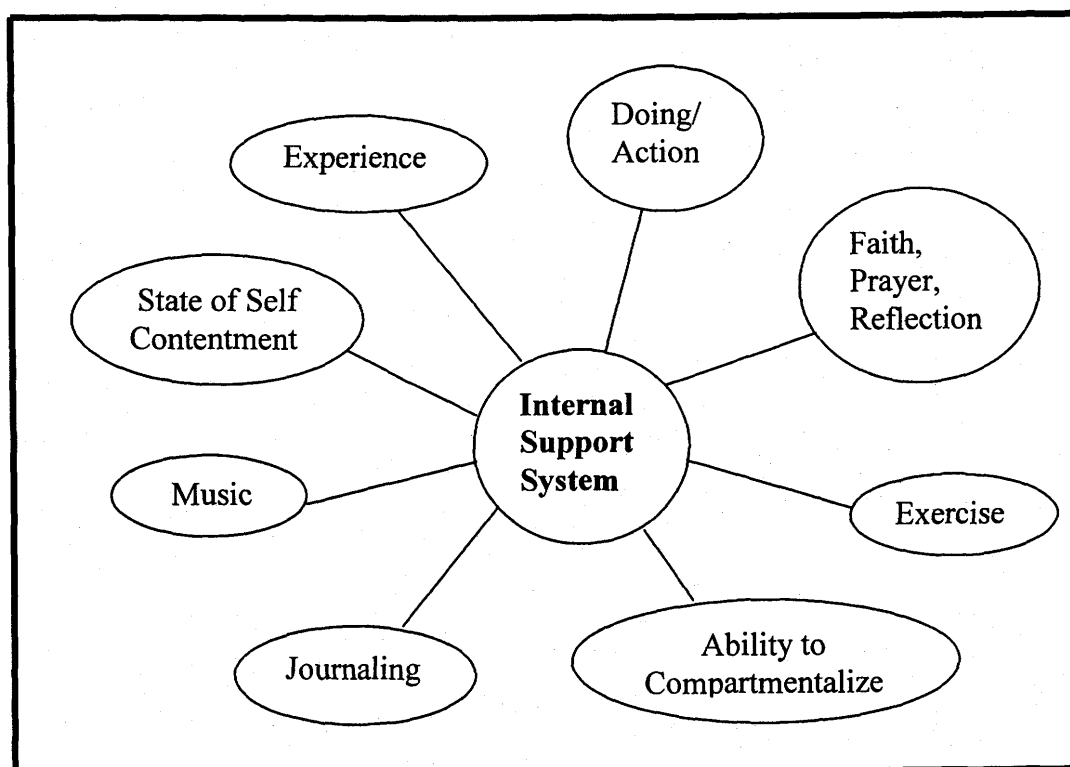 Doing/
Action
Experience
Faith,
Prayer,
Reflection
State of Self
Contentment
Internal
Support
System
Music
Exercise
Journaling
Ability to
Compartmentalize